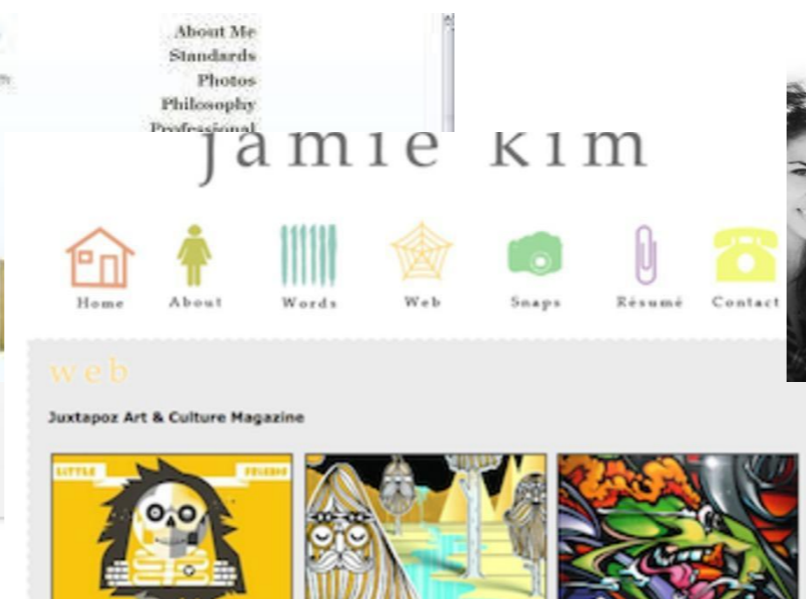 About Me
Standards
Photos
Philosophy
Professional
jamie kim
Home About Words Web Snaps Résumé Contact
web
Juxtapoz Art & Culture Magazine
LITTLE FRIENDS